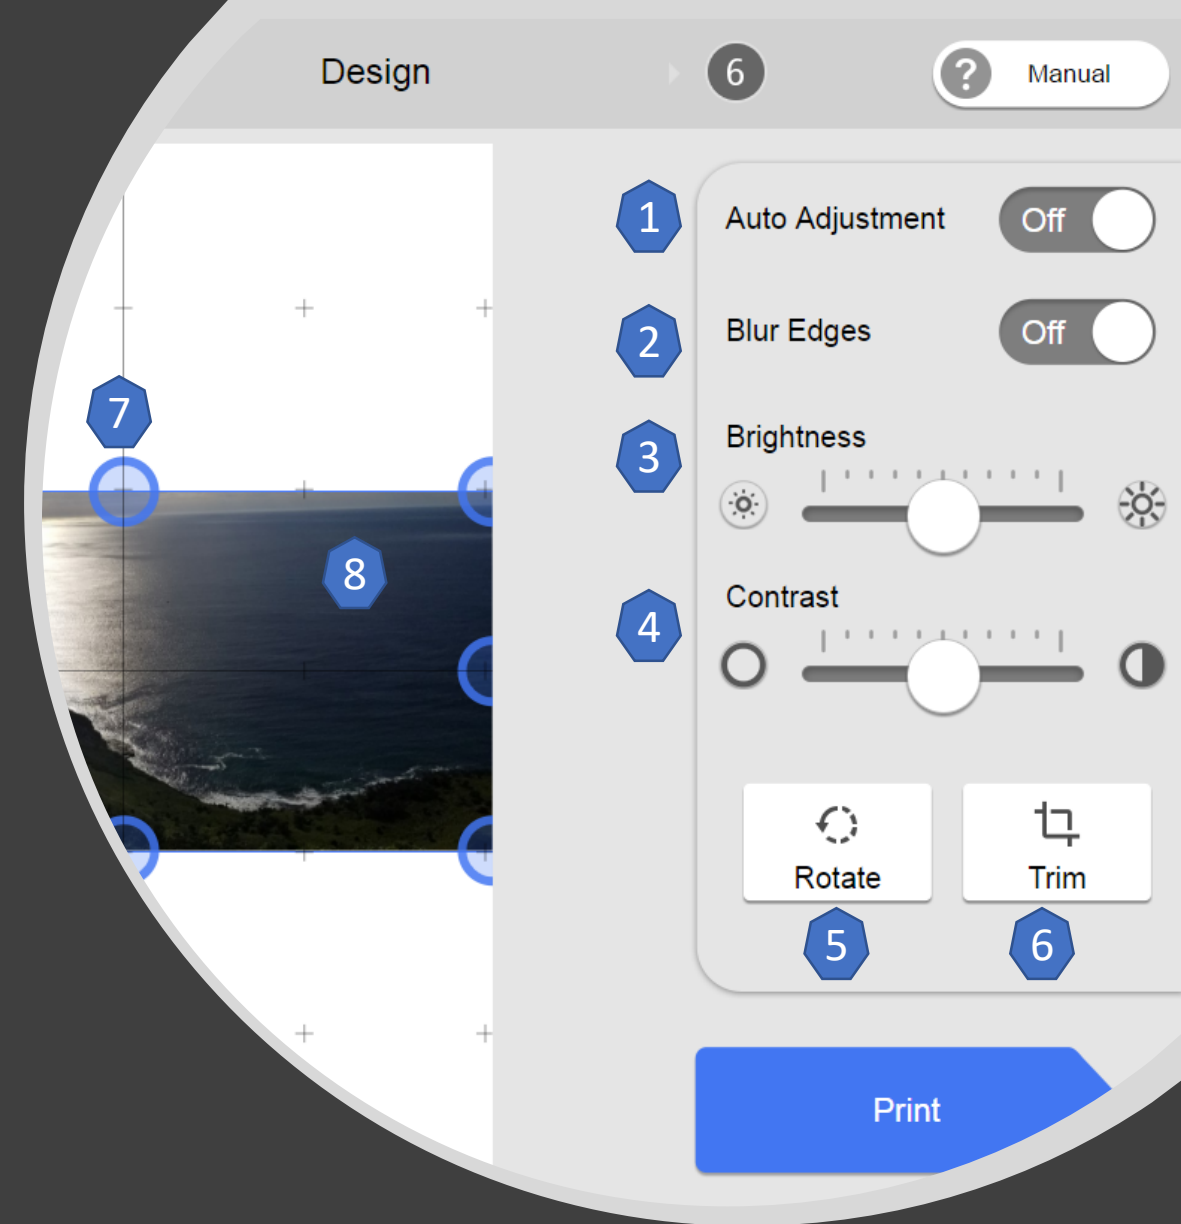 Design
6
? Manual
1
Auto Adjustment
Off
2
Blur Edges
Off
7
3
Brightness
8
4
Contrast
Rotate
Trim
5
6
Print